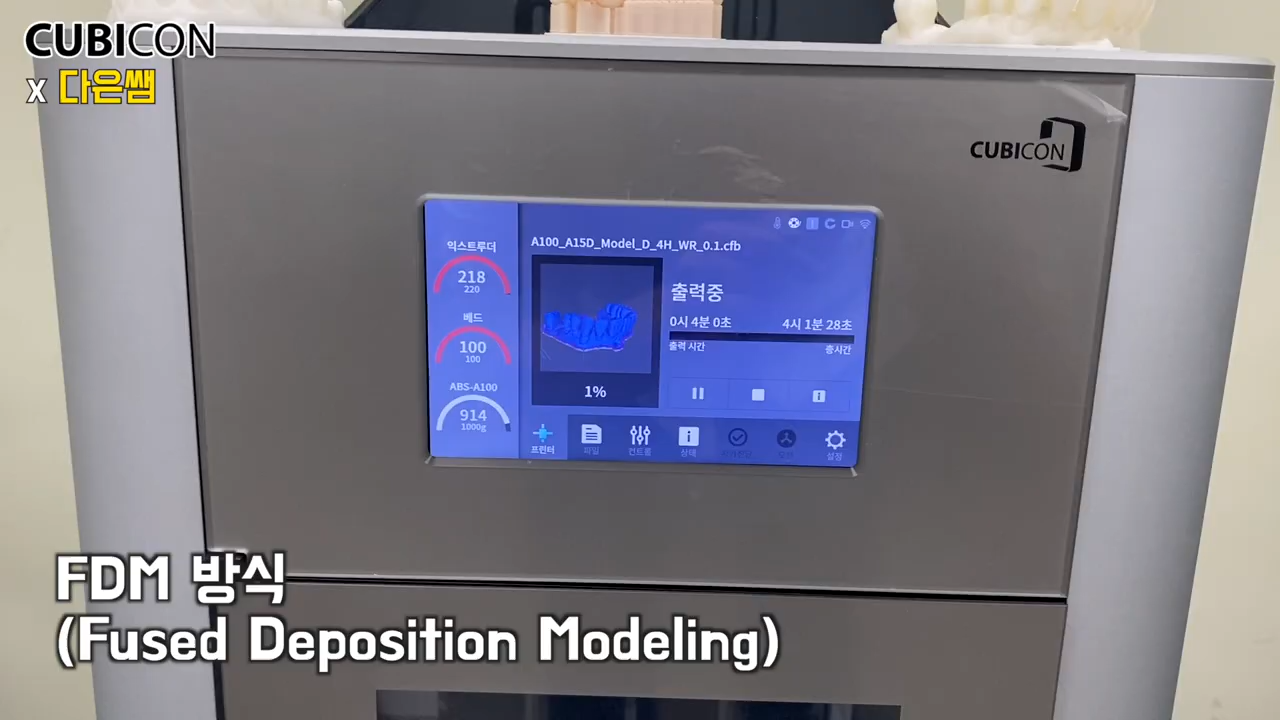 CUBICON
x 다은쌤
CUBICON
익스트루더
218
220
베드
100
100
ABS-A100
914
1000g
A100_A15D_Model_D_4H_WR_0.1.cfb
출력중
0시 4분 0초 4시 1분 28초
출력 시간 총시간
1%
프린터 파일 컨트롤 상태 설정
FDM 방식
(Fused Deposition Modeling)